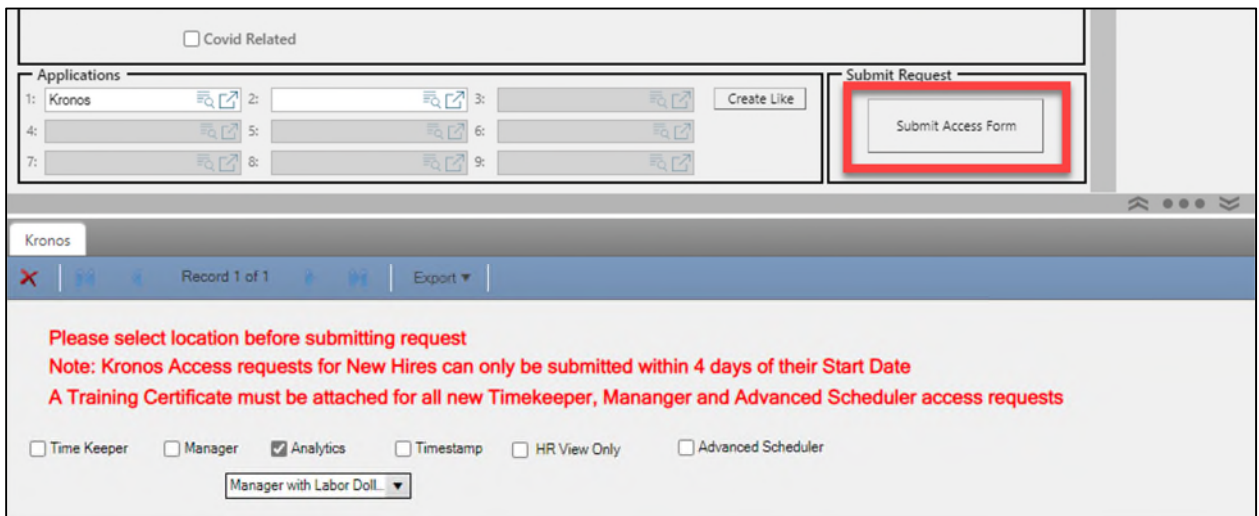 Covid Related
Applications
Submit Request
1: Kronos 2: 3: Create Like
4: 5: 6:
7: 8: 9:
Submit Access Form
Kronos
Record 1 of 1 Export
Please select location before submitting request
Note: Kronos Access requests for New Hires can only be submitted within 4 days of their Start Date
A Training Certificate must be attached for all new Timekeeper, Mananger and Advanced Scheduler access requests
Time Keeper Manager Analytics Timestamp HR View Only Advanced Scheduler
Manager with Labor Doll...